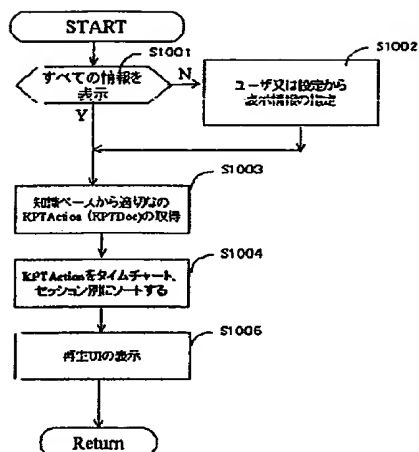 START
S1001
すべての情報を
表示
N
Y
S1002
ユーザ又は設定から
表示情報の指定
S1003
知識ベースから適切なの
KPTAction (KPTDoc)の取得
S1004
KPTActionをタイムチャート、
セッション別にソートする
S1005
再生UIの表示
Return